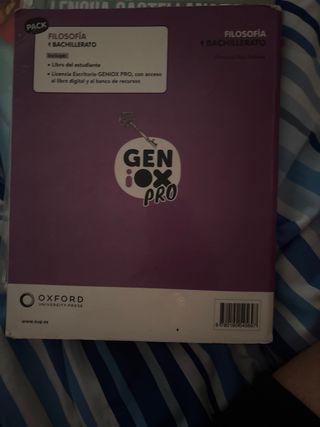 LENGUA CASTELLANA
PACK
FILOSOFÍA
1 BACHILLERATO
Incluye:
• Libro del estudiante
• Licencia Escritorio GENIOX PRO, con acceso
al libro digital y al banco de recursos
FILOSOFÍA
1 BACHILLERATO
GEN
iOX
PRO
OXFORD
UNIVERSITY PRESS
www.oup.es